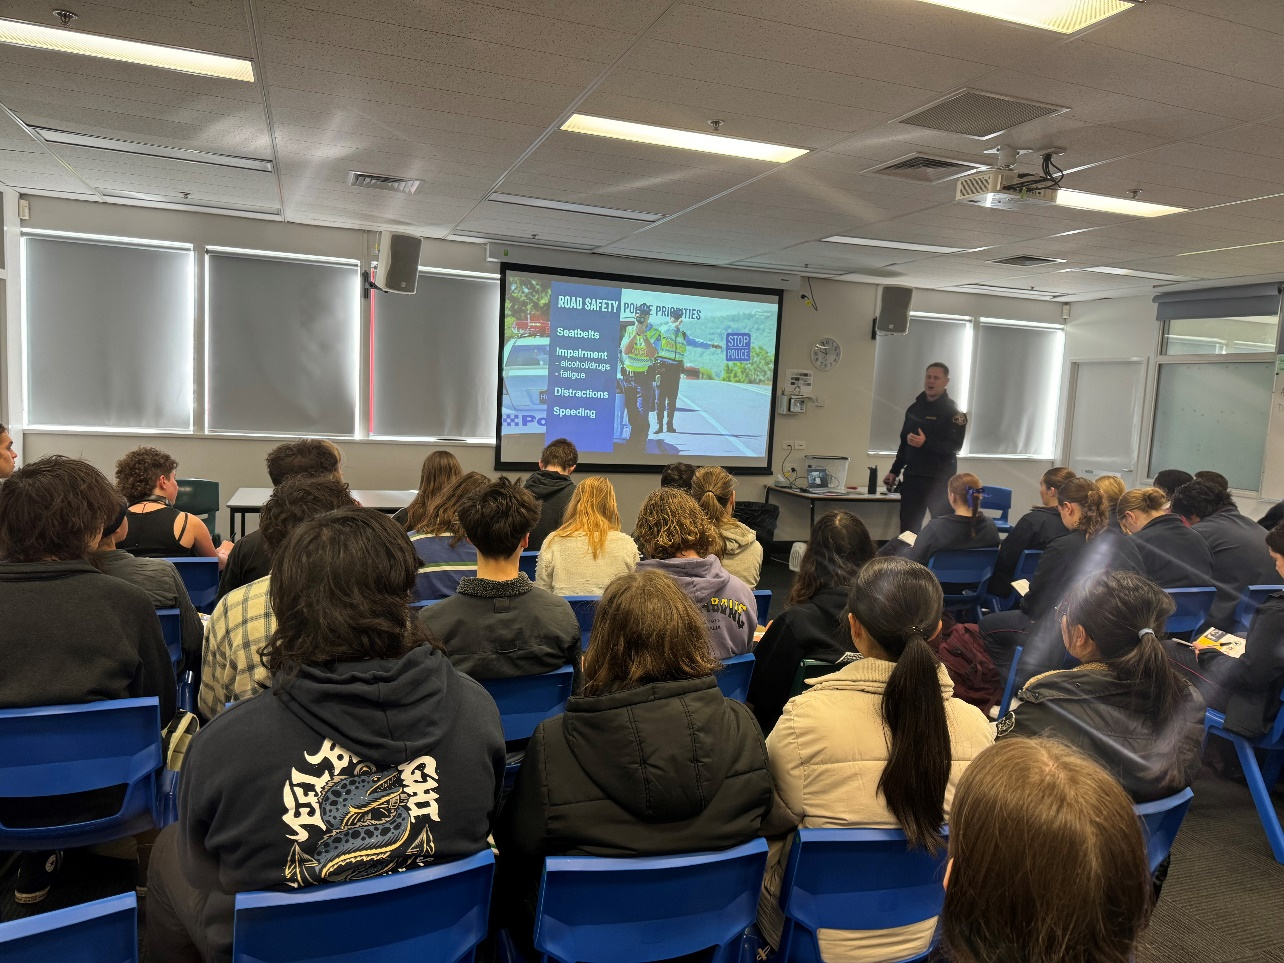 ROAD SAFETY POLICE PRIORITIES
Seatbelts
Impairment
- alcohol/drugs
- fatigue
Distractions
Speeding
STOP
POLICE